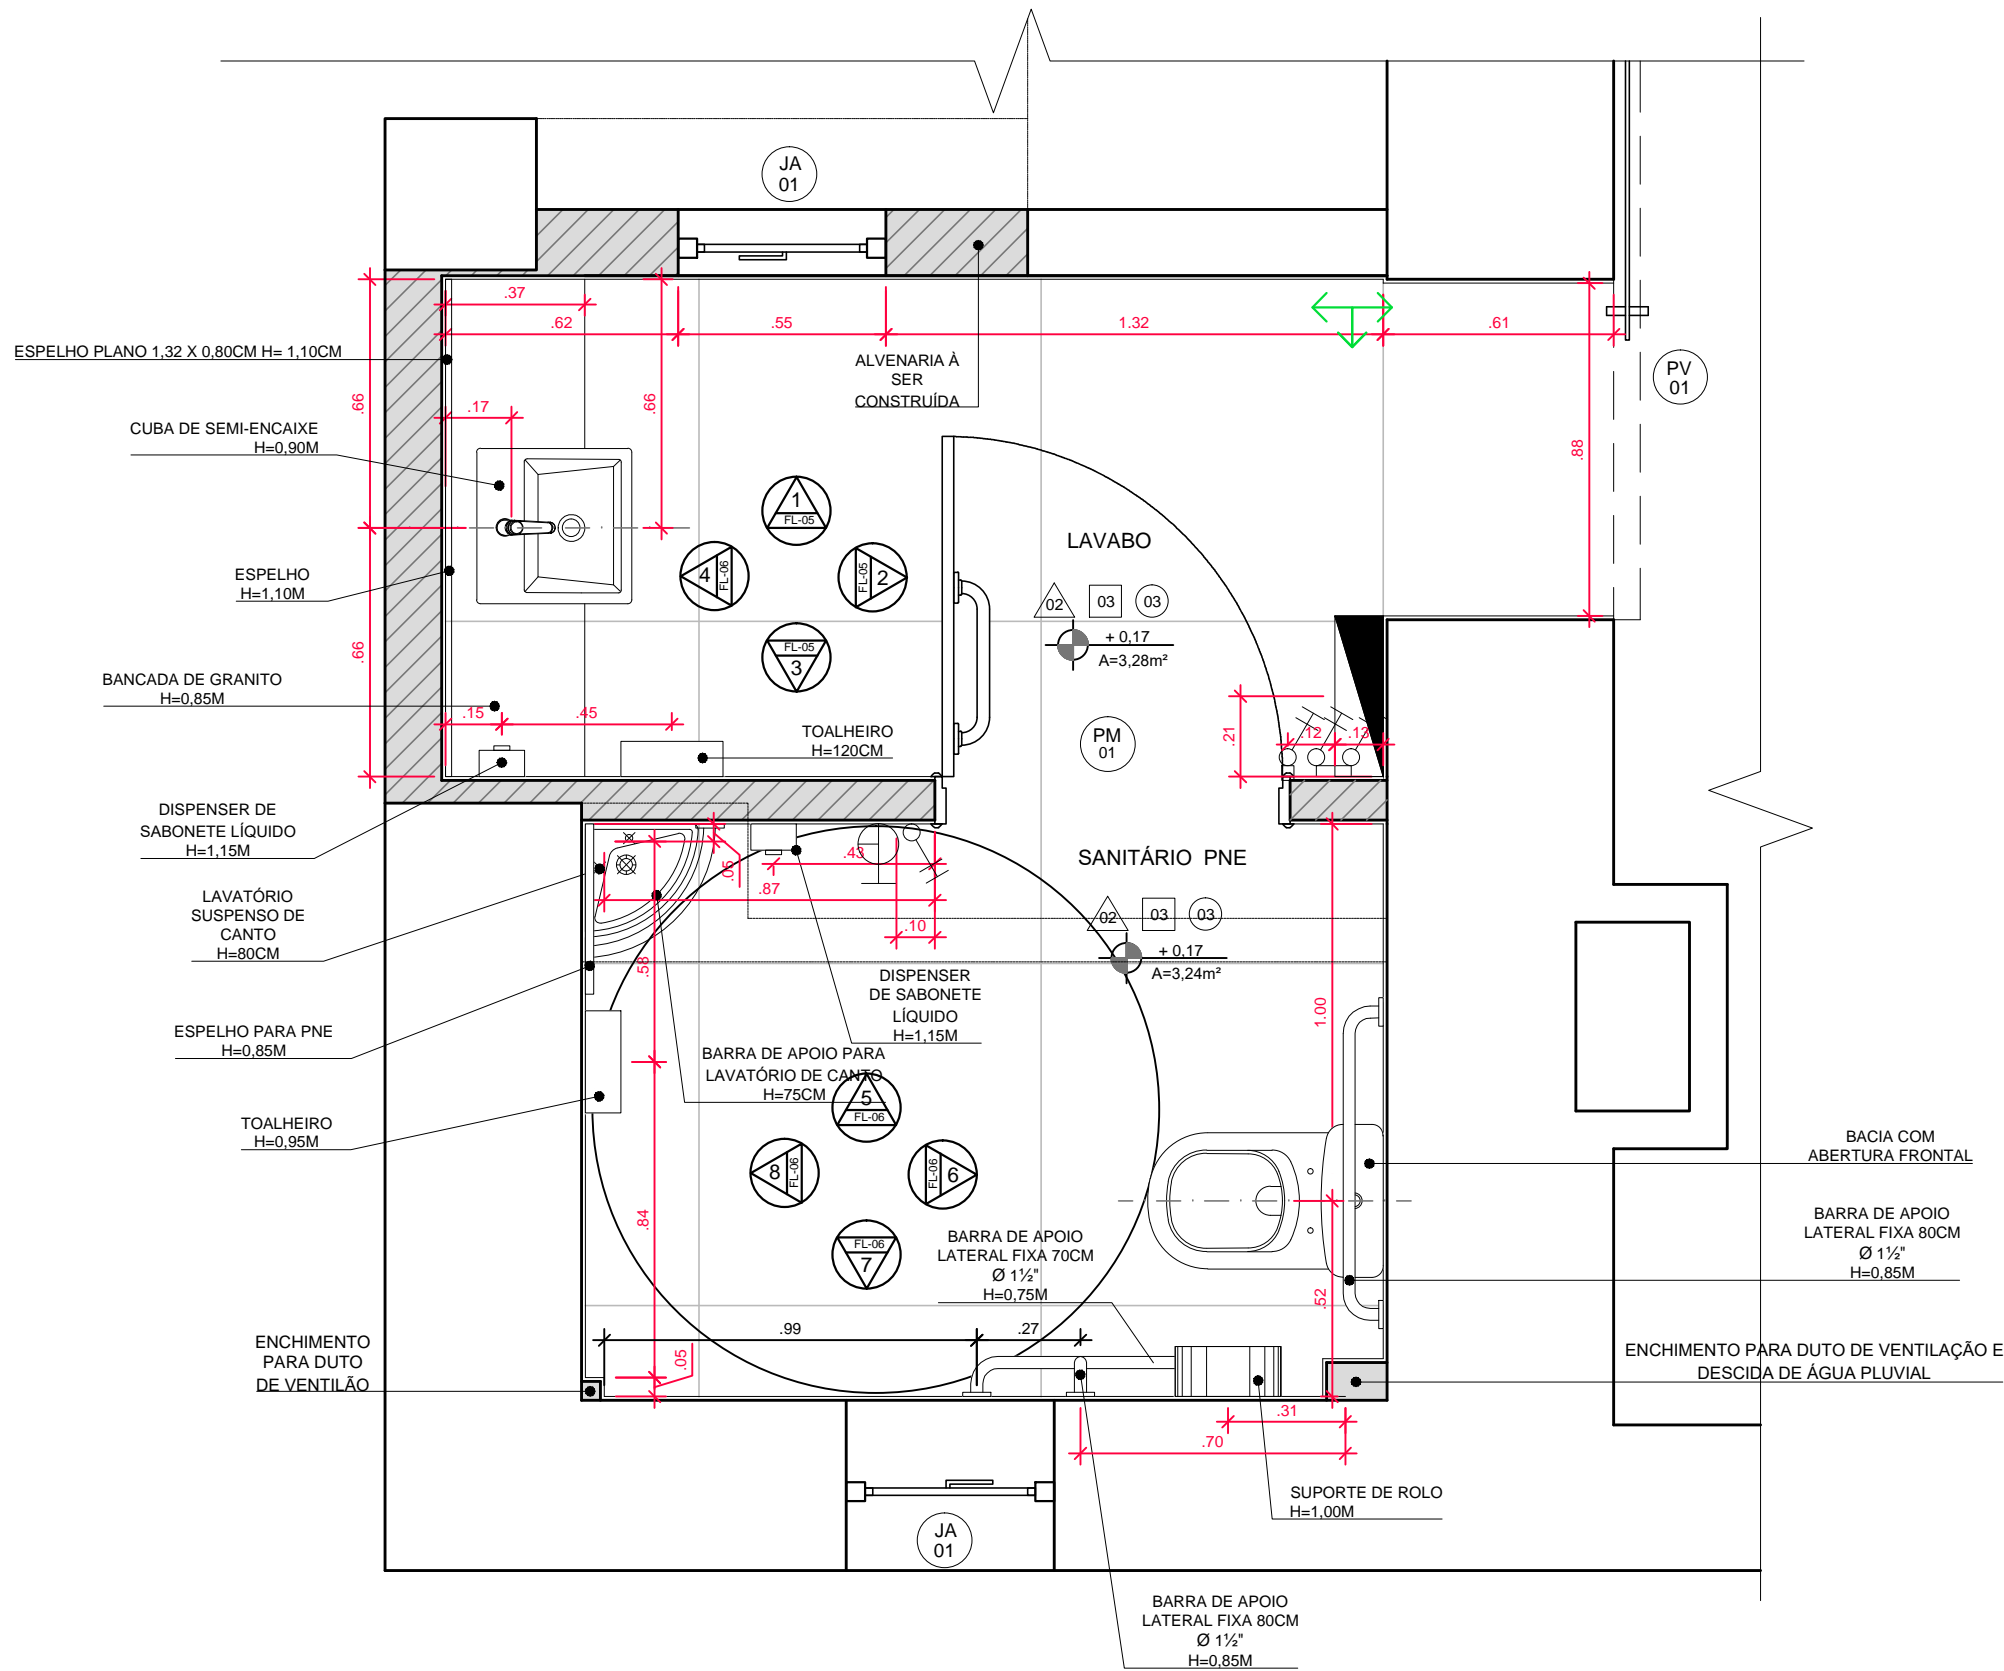 JA
01
.37
.62
.55
1.32
.61
ESPELHO PLANO 1,32 X 0,80CM H= 1,10CM
ALVENARIA À
SER
CONSTRUÍDA
PV
01
.66
.17
.66
.88
CUBA DE SEMI-ENCAIXE
H=0,90M
1
FL-05
4
FL-06
FL-05
2
FL-05
3
LAVABO
02
03
03
+ 0,17
A=3,28m²
ESPELHO
H=1,10M
.66
BANCADA DE GRANITO
H=0,85M
.15
.45
TOALHEIRO
H=120CM
PM
01
.21
.12
.13
DISPENSER DE
SABONETE LÍQUIDO
H=1,15M
SANITÁRIO PNE
.05
.43
.87
.10
02
03
03
+ 0,17
A=3,24m²
LAVATÓRIO
SUSPENSO DE
CANTO
H=80CM
.58
DISPENSER
DE SABONETE
LÍQUIDO
H=1,15M
1.00
ESPELHO PARA PNE
H=0,85M
BARRA DE APOIO PARA
LAVATÓRIO DE CANTO
H=75CM
TOALHEIRO
H=0,95M
5
FL-06
8
FL-06
FL-06
6
FL-06
7
.84
BACIA COM
ABERTURA FRONTAL
BARRA DE APOIO
LATERAL FIXA 80CM
Ø 1½"
H=0,85M
BARRA DE APOIO
LATERAL FIXA 70CM
Ø 1½"
H=0,75M
.52
.99
.27
.05
ENCHIMENTO
PARA DUTO
DE VENTILÃO
ENCHIMENTO PARA DUTO DE VENTILAÇÃO E
DESCIDA DE ÁGUA PLUVIAL
.31
.70
SUPORTE DE ROLO
H=1,00M
JA
01
BARRA DE APOIO
LATERAL FIXA 80CM
Ø 1½"
H=0,85M